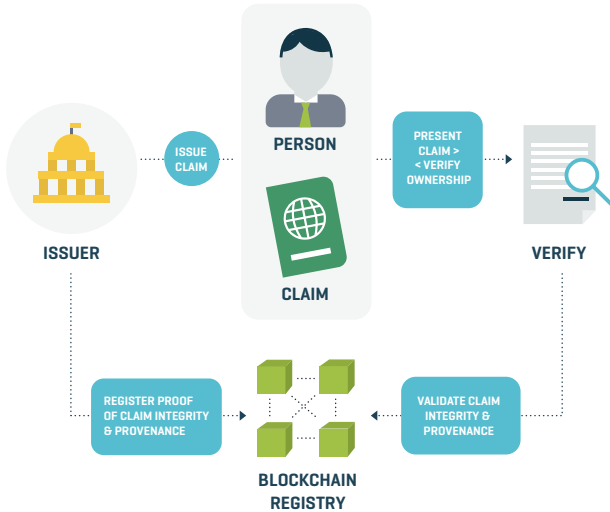 PERSON
ISSUE
CLAIM
PRESENT
CLAIM >
< VERIFY
OWNERSHIP
ISSUER
CLAIM
VERIFY
REGISTER PROOF
OF CLAIM INTEGRITY
& PROVENANCE
VALIDATE CLAIM
INTEGRITY &
PROVENANCE
BLOCKCHAIN
REGISTRY